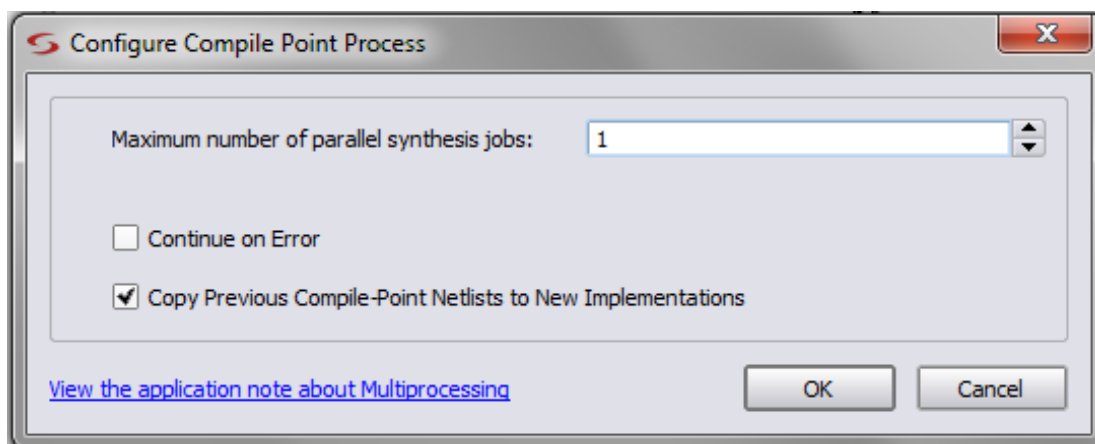 Configure Compile Point Process
Maximum number of parallel synthesis jobs: 1
Continue on Error
Copy Previous Compile-Point Netlists to New Implementations
View the application note about Multiprocessing OK Cancel